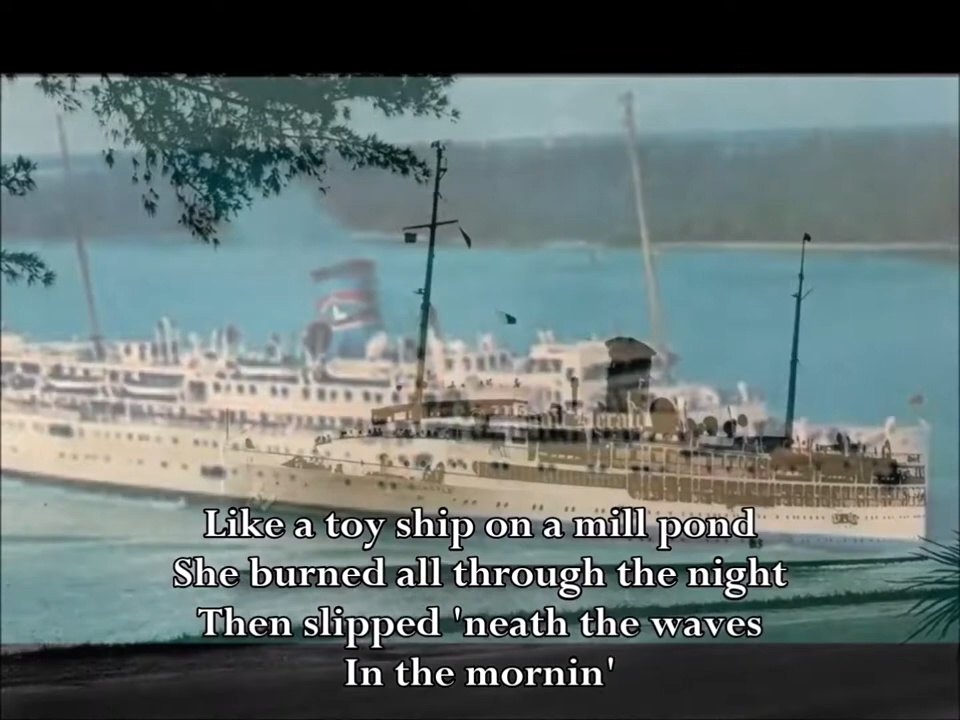 Herald
Like a toy ship on a mill pond
She burned all through the night
Then slipped 'neath the waves
In the mornin'